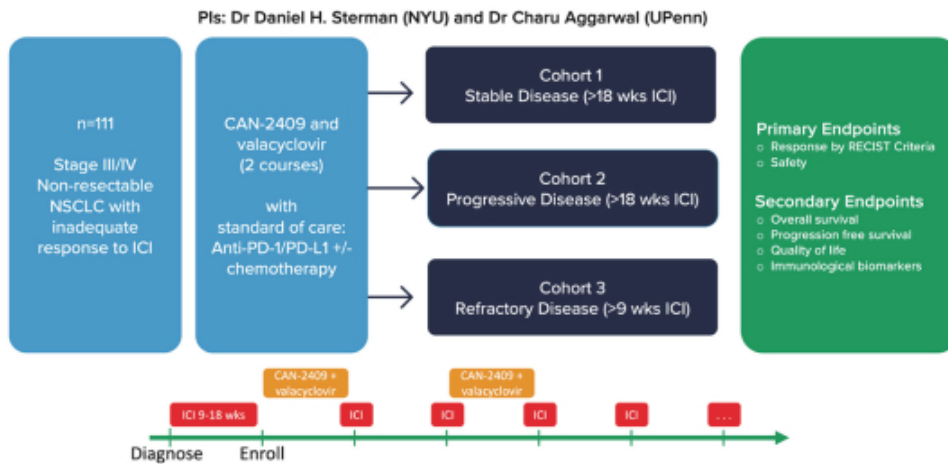 PIs: Dr Daniel H. Sterman (NYU) and Dr Charu Aggarwal (UPenn)
n=111
Stage III/IV
Non-resectable
NSCLC with
inadequate
response to ICI
CAN-2409 and
valacyclovir
(2 courses)
with
standard of care:
Anti-PD-1/PD-L1 +/-
chemotherapy
Cohort 1
Stable Disease (>18 wks ICI)
Cohort 2
Progressive Disease (>18 wks ICI)
Cohort 3
Refractory Disease (>9 wks ICI)
Primary Endpoints
○ Response by RECIST Criteria
○ Safety
Secondary Endpoints
○ Overall survival
○ Progression free survival
○ Quality of life
○ Immunological biomarkers
CAN-2409 +
valacyclovir
CAN-2409 +
valacyclovir
ICI 9-18 wks
ICI
ICI
ICI
ICI
...
Diagnose
Enroll